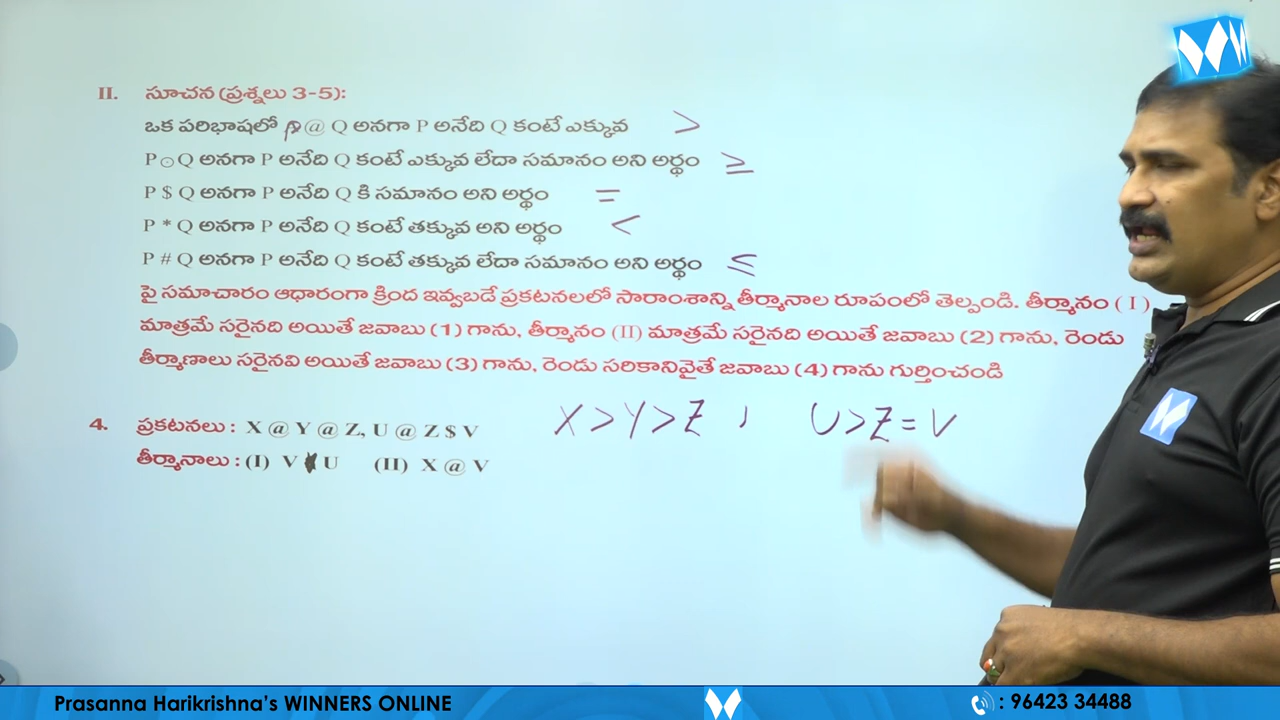 II. సూచన (ప్రశ్నలు 3-5):
ఒక పరిభాషలో P @ Q అనగా P అనేది Q కంటే ఎక్కువ >
P ⊙ Q అనగా P అనేది Q కంటే ఎక్కువ లేదా సమానం అని అర్థం ≥
P $ Q అనగా P అనేది Q కి సమానం అని అర్థం =
P * Q అనగా P అనేది Q కంటే తక్కువ అని అర్థం <
P # Q అనగా P అనేది Q కంటే తక్కువ లేదా సమానం అని అర్థం ≤
పై సమాచారం ఆధారంగా క్రింద ఇవ్వబడే ప్రకటనలలో సారాంశాన్ని తీర్మానాల రూపంలో తెల్పండి. తీర్మానం ( I )
మాత్రమే సరైనది అయితే జవాబు (1) గాను, తీర్మానం (II) మాత్రమే సరైనది అయితే జవాబు (2) గాను, రెండు
తీర్మాణాలు సరైనవి అయితే జవాబు (3) గాను, రెండు సరికానివైతే జవాబు (4) గాను గుర్తించండి
4. ప్రకటనలు : X @ Y @ Z, U @ Z $ V X > Y > Z , U > Z = V
తీర్మానాలు : (I) V U (II) X @ V
Prasanna Harikrishna's WINNERS ONLINE : 96423 34488